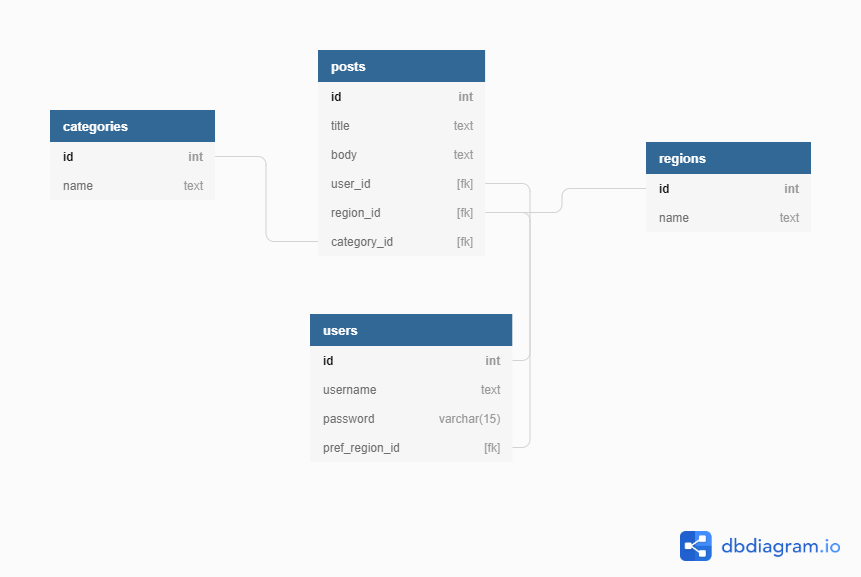 posts
id int
title text
body text
user_id [fk]
region_id [fk]
category_id [fk]
categories
id int
name text
regions
id int
name text
users
id int
username text
password varchar(15)
pref_region_id [fk]
dbdiagram.io